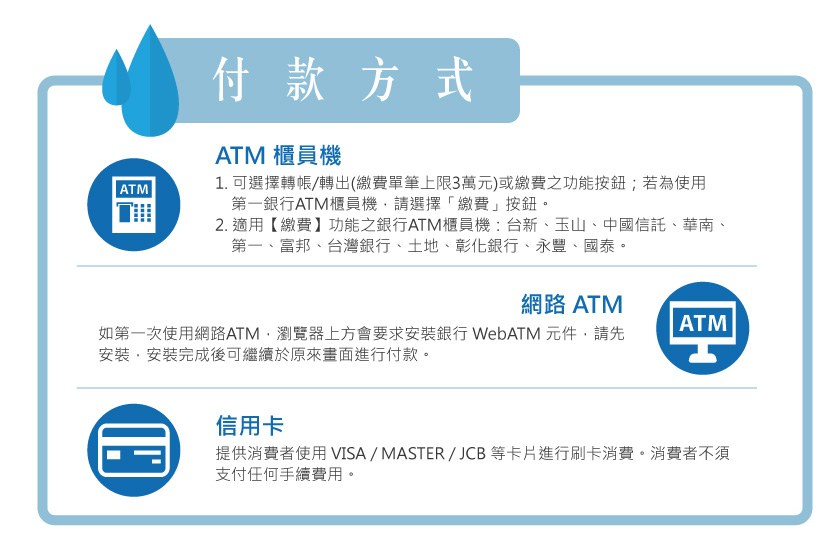 付款方式
ATM 櫃員機
ATM
1. 可選擇轉帳/轉出(繳費單筆上限3萬元)或繳費之功能按鈕；若為使用
第一銀行ATM櫃員機，請選擇「繳費」按鈕。
2. 適用【繳費】功能之銀行ATM櫃員機：台新、玉山、中國信託、華南、
第一、富邦、台灣銀行、土地、彰化銀行、永豐、國泰。
網路 ATM
ATM
如第一次使用網路ATM，瀏覽器上方會要求安裝銀行 WebATM 元件，請先
安裝，安裝完成後可繼續於原來畫面進行付款。
信用卡
提供消費者使用 VISA / MASTER / JCB 等卡片進行刷卡消費。消費者不須
支付任何手續費用。